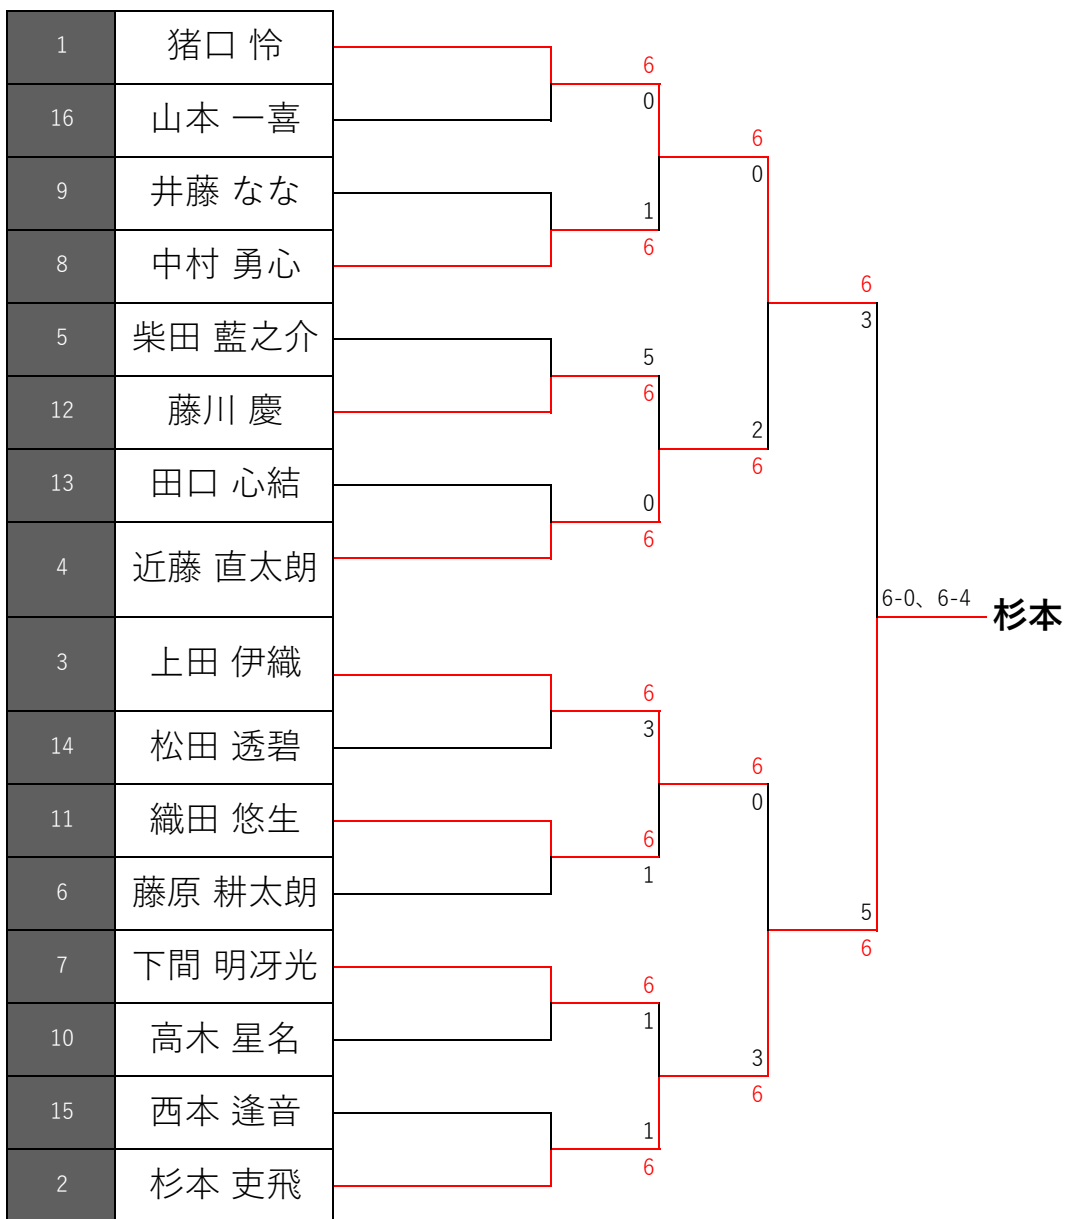 1 猪口 怜
16 山本 一喜
9 井藤 なな
8 中村 勇心
5 柴田 藍之介
12 藤川 慶
13 田口 心結
4 近藤 直太朗
3 上田 伊織
14 松田 透碧
11 織田 悠生
6 藤原 耕太朗
7 下間 明冴光
10 高木 星名
15 西本 逢音
2 杉本 吏飛
6
0
1
6
5
6
0
6
6
3
6
1
6
1
1
6
6
0
2
6
6
0
3
6
6
3
5
6
6-0、6-4
杉本